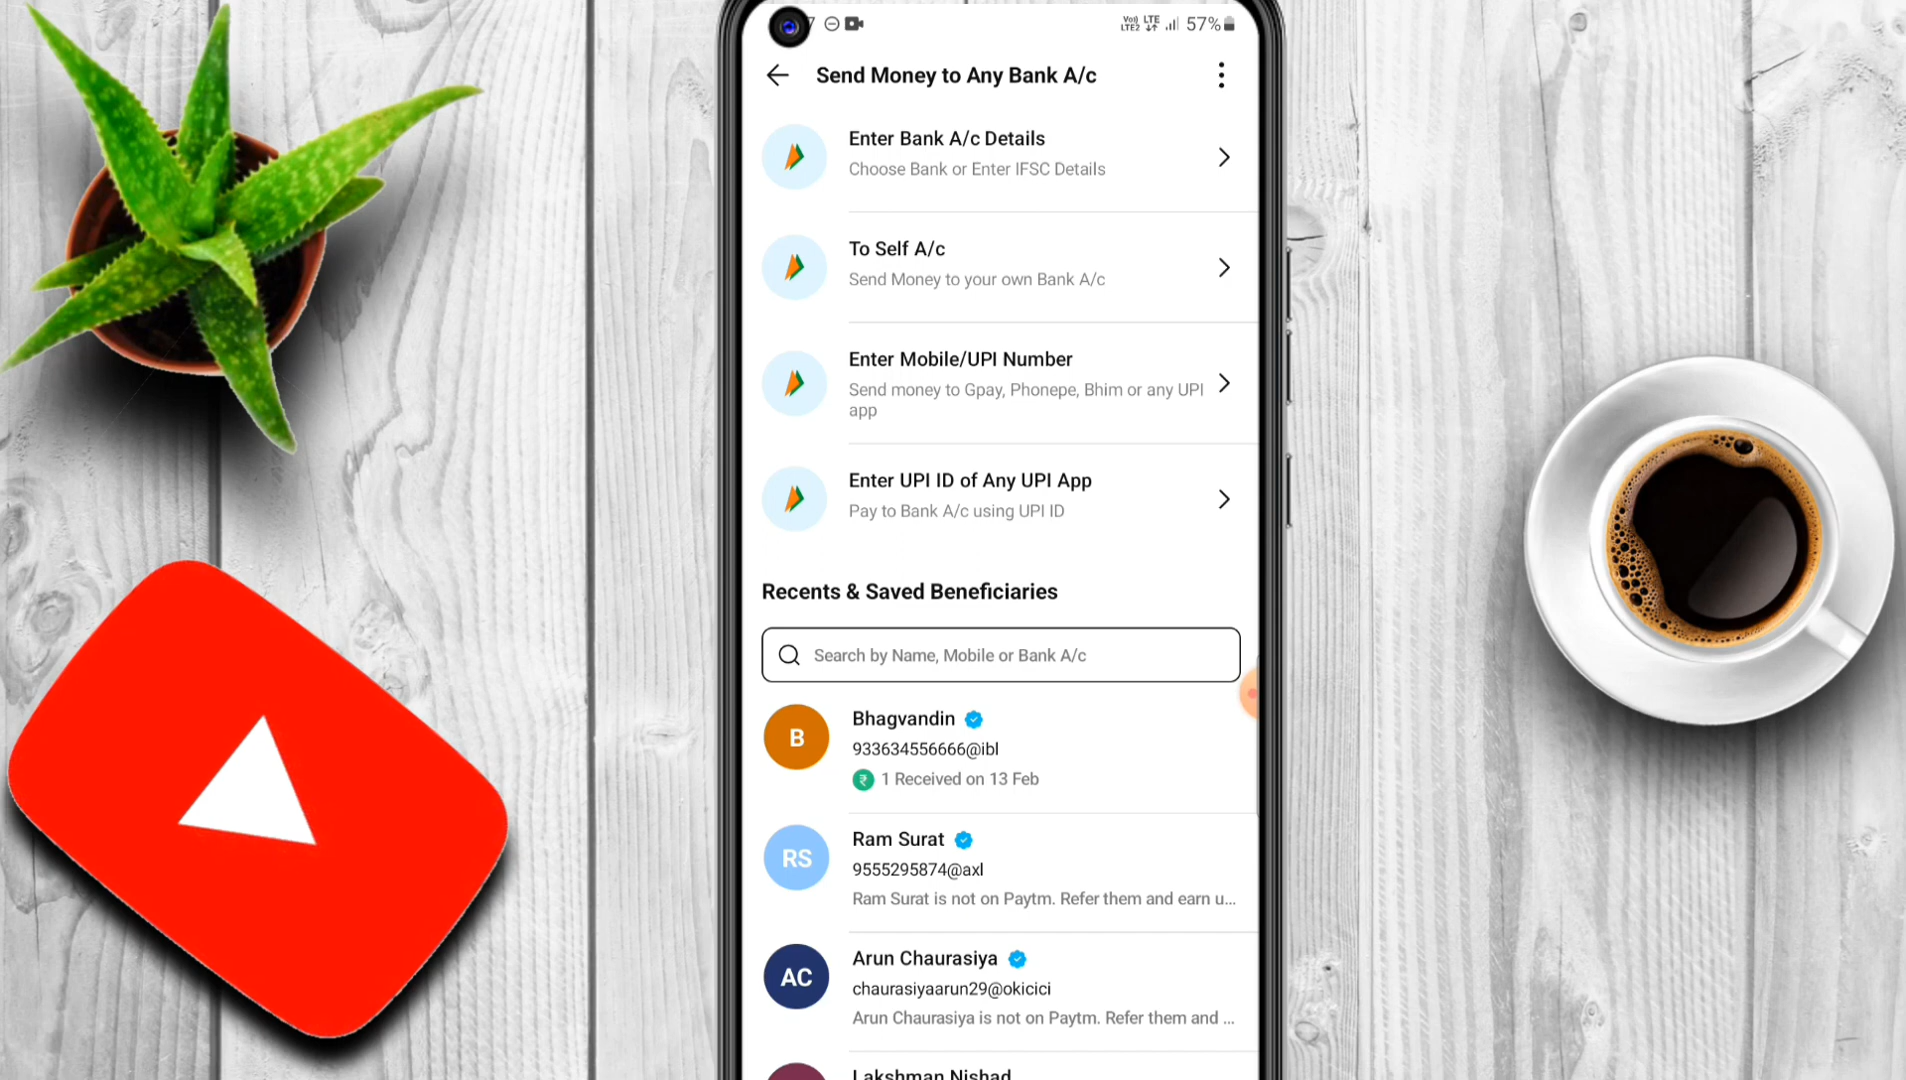 57%
Send Money to Any Bank A/c
Enter Bank A/c Details
Choose Bank or Enter IFSC Details
To Self A/c
Send Money to your own Bank A/c
Enter Mobile/UPI Number
Send money to Gpay, Phonepe, Bhim or any UPI
app
Enter UPI ID of Any UPI App
Pay to Bank A/c using UPI ID
Recents & Saved Beneficiaries
Search by Name, Mobile or Bank A/c
B
Bhagvandin
933634556666@ibl
₹ 1 Received on 13 Feb
RS
Ram Surat
9555295874@axl
Ram Surat is not on Paytm. Refer them and earn u...
AC
Arun Chaurasiya
chaurasiyaarun29@okicici
Arun Chaurasiya is not on Paytm. Refer them and ...
Lakshman Nishad